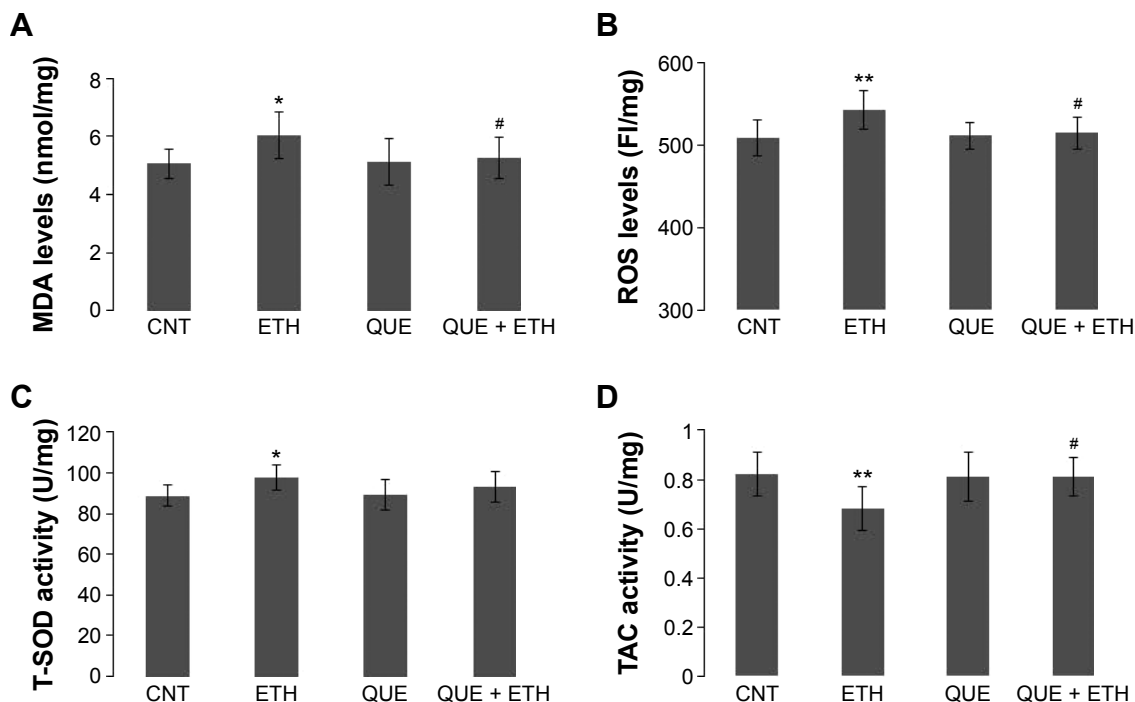 A
MDA levels (nmol/mg)
8
6
4
2
0
*
#
CNT ETH QUE QUE + ETH
B
ROS levels (FI/mg)
600
500
400
300
**
#
CNT ETH QUE QUE + ETH
C
T-SOD activity (U/mg)
120
100
80
60
40
20
0
*
CNT ETH QUE QUE + ETH
D
TAC activity (U/mg)
1
0.8
0.6
0.4
0.2
0
**
#
CNT ETH QUE QUE + ETH